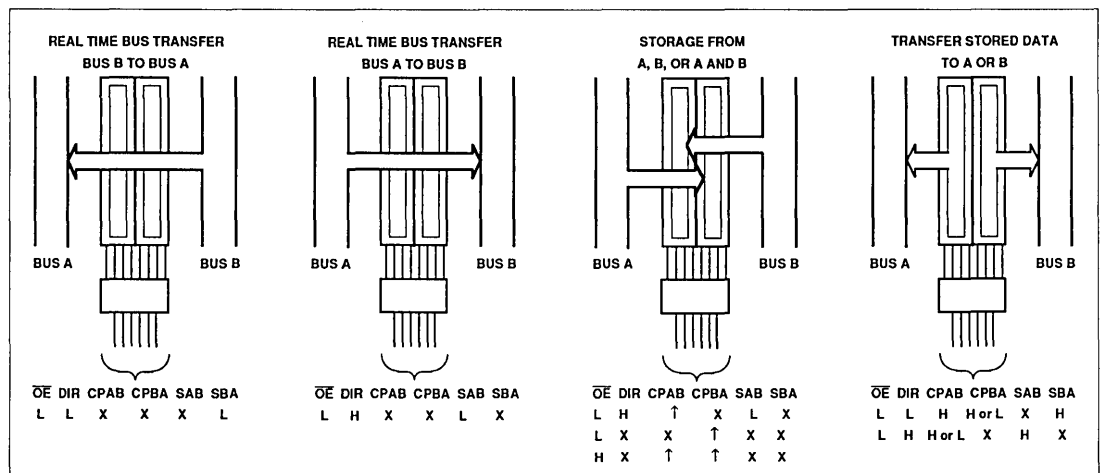 REAL TIME BUS TRANSFER
BUS B TO BUS A
BUS A
BUS B
OE DIR CPAB CPBA SAB SBA
L L X X X L
REAL TIME BUS TRANSFER
BUS A TO BUS B
BUS A
BUS B
OE DIR CPAB CPBA SAB SBA
L H X X L X
STORAGE FROM
A, B, OR A AND B
BUS A
BUS B
OE DIR CPAB CPBA SAB SBA
L H ↑ X L X
L X X ↑ X X
H X ↑ ↑ X X
TRANSFER STORED DATA
TO A OR B
BUS A
BUS B
OE DIR CPAB CPBA SAB SBA
L L H H or L X H
L H H or L X H X